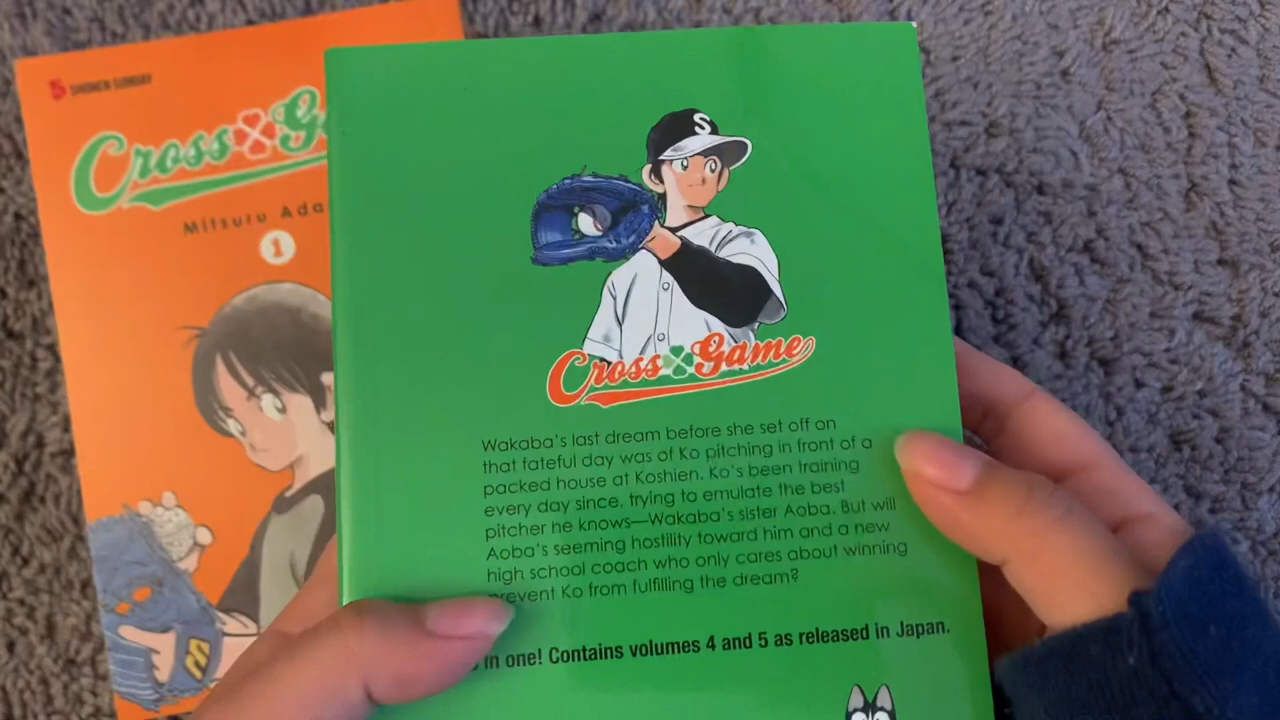 SHONEN SUNDAY
Cross
Mitsuru Ada
1
S
Cross Game
Wakaba's last dream before she set off on
that fateful day was of Ko pitching in front of a
packed house at Koshien. Ko's been training
every day since, trying to emulate the best
pitcher he knows—Wakaba's sister Aoba. But will
Aoba's seeming hostility toward him and a new
high school coach who only cares about winning
prevent Ko from fulfilling the dream?
in one! Contains volumes 4 and 5 as released in Japan.